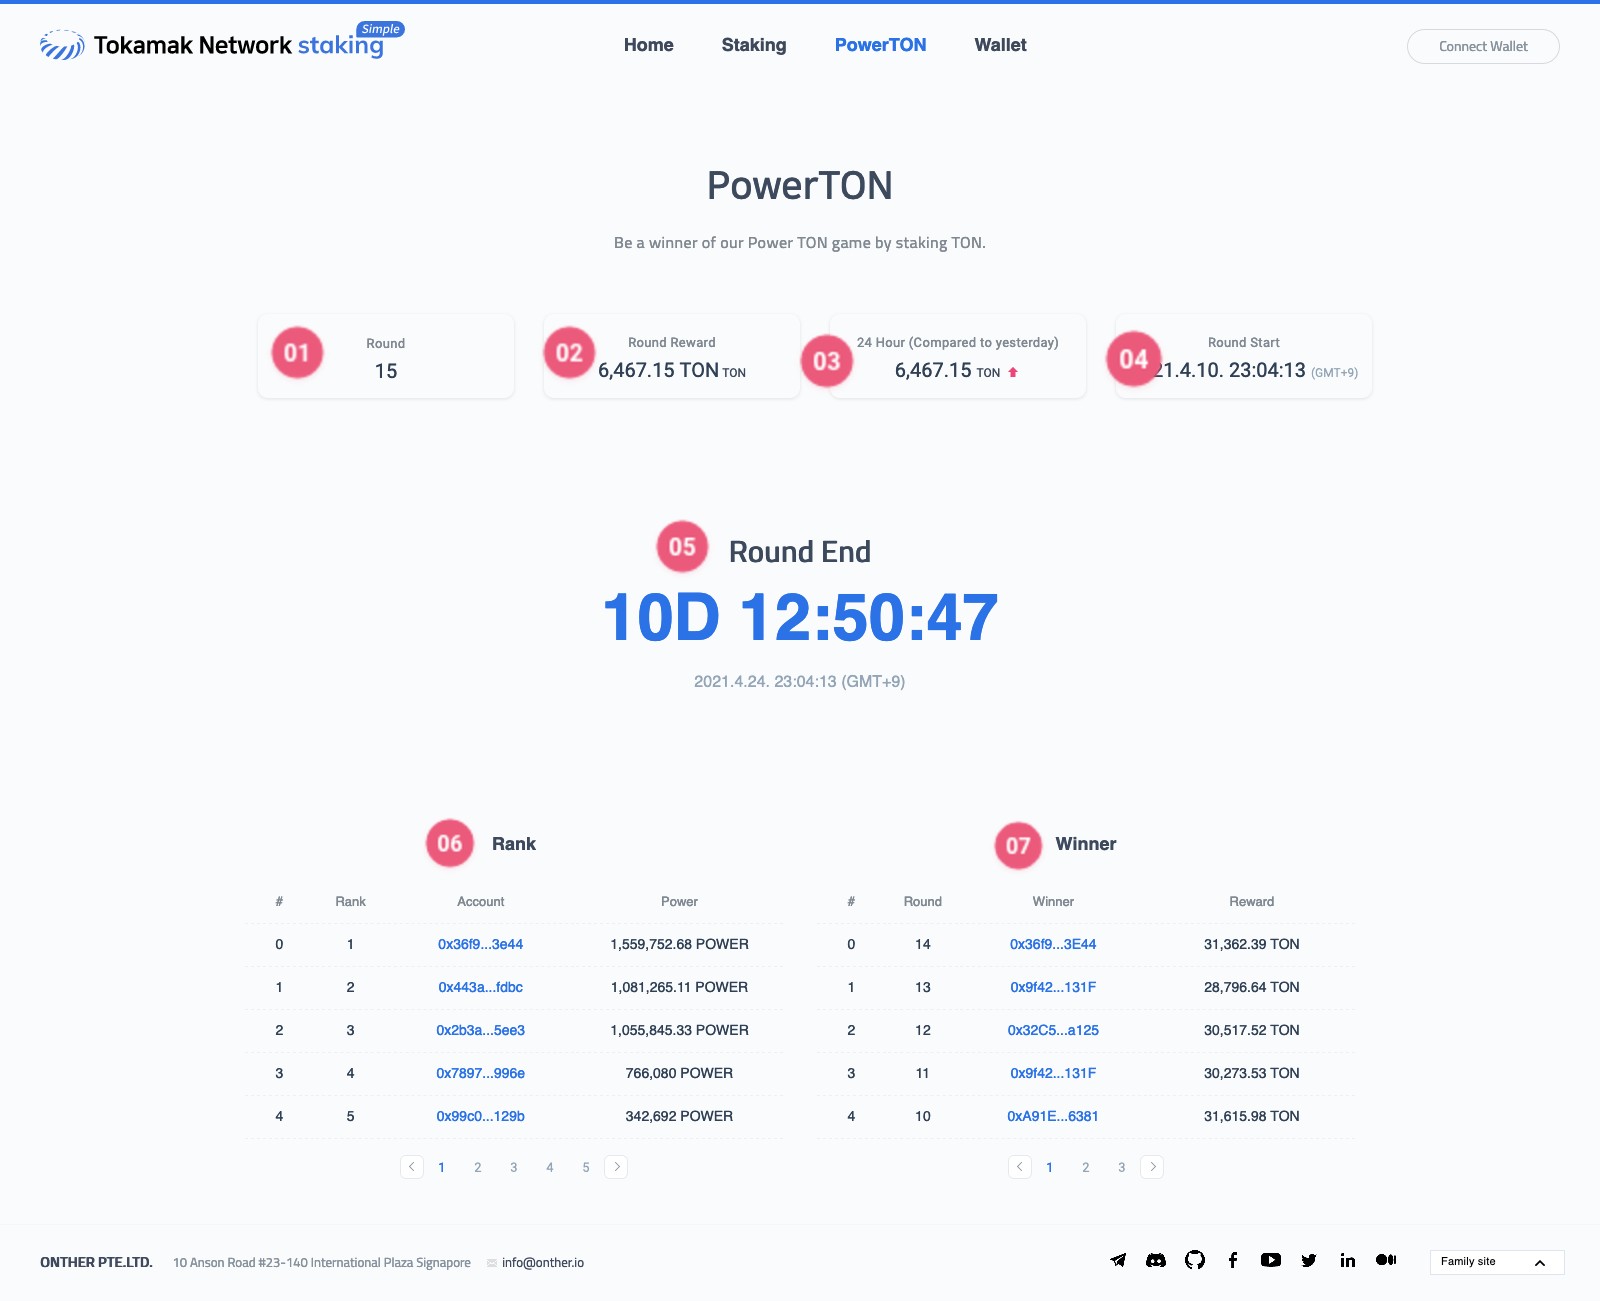 Tokamak Network staking Simple
Home Staking PowerTON Wallet
Connect Wallet
PowerTON
Be a winner of our Power TON game by staking TON.
01 Round
15
02 Round Reward
6,467.15 TON TON
03 24 Hour (Compared to yesterday)
6,467.15 TON
04 Round Start
21.4.10. 23:04:13 (GMT+9)
05 Round End
10D 12:50:47
2021.4.24. 23:04:13 (GMT+9)
06 Rank
# Rank Account Power
0 1 0x36f9...3e44 1,559,752.68 POWER
1 2 0x443a...fdbc 1,081,265.11 POWER
2 3 0x2b3a...5ee3 1,055,845.33 POWER
3 4 0x7897...996e 766,080 POWER
4 5 0x99c0...129b 342,692 POWER
1 2 3 4 5
07 Winner
# Round Winner Reward
0 14 0x36f9...3E44 31,362.39 TON
1 13 0x9f42...131F 28,796.64 TON
2 12 0x32C5...a125 30,517.52 TON
3 11 0x9f42...131F 30,273.53 TON
4 10 0xA91E...6381 31,615.98 TON
1 2 3
ONTHER PTE.LTD. 10 Anson Road #23-140 International Plaza Signapore info@onther.io
Family site